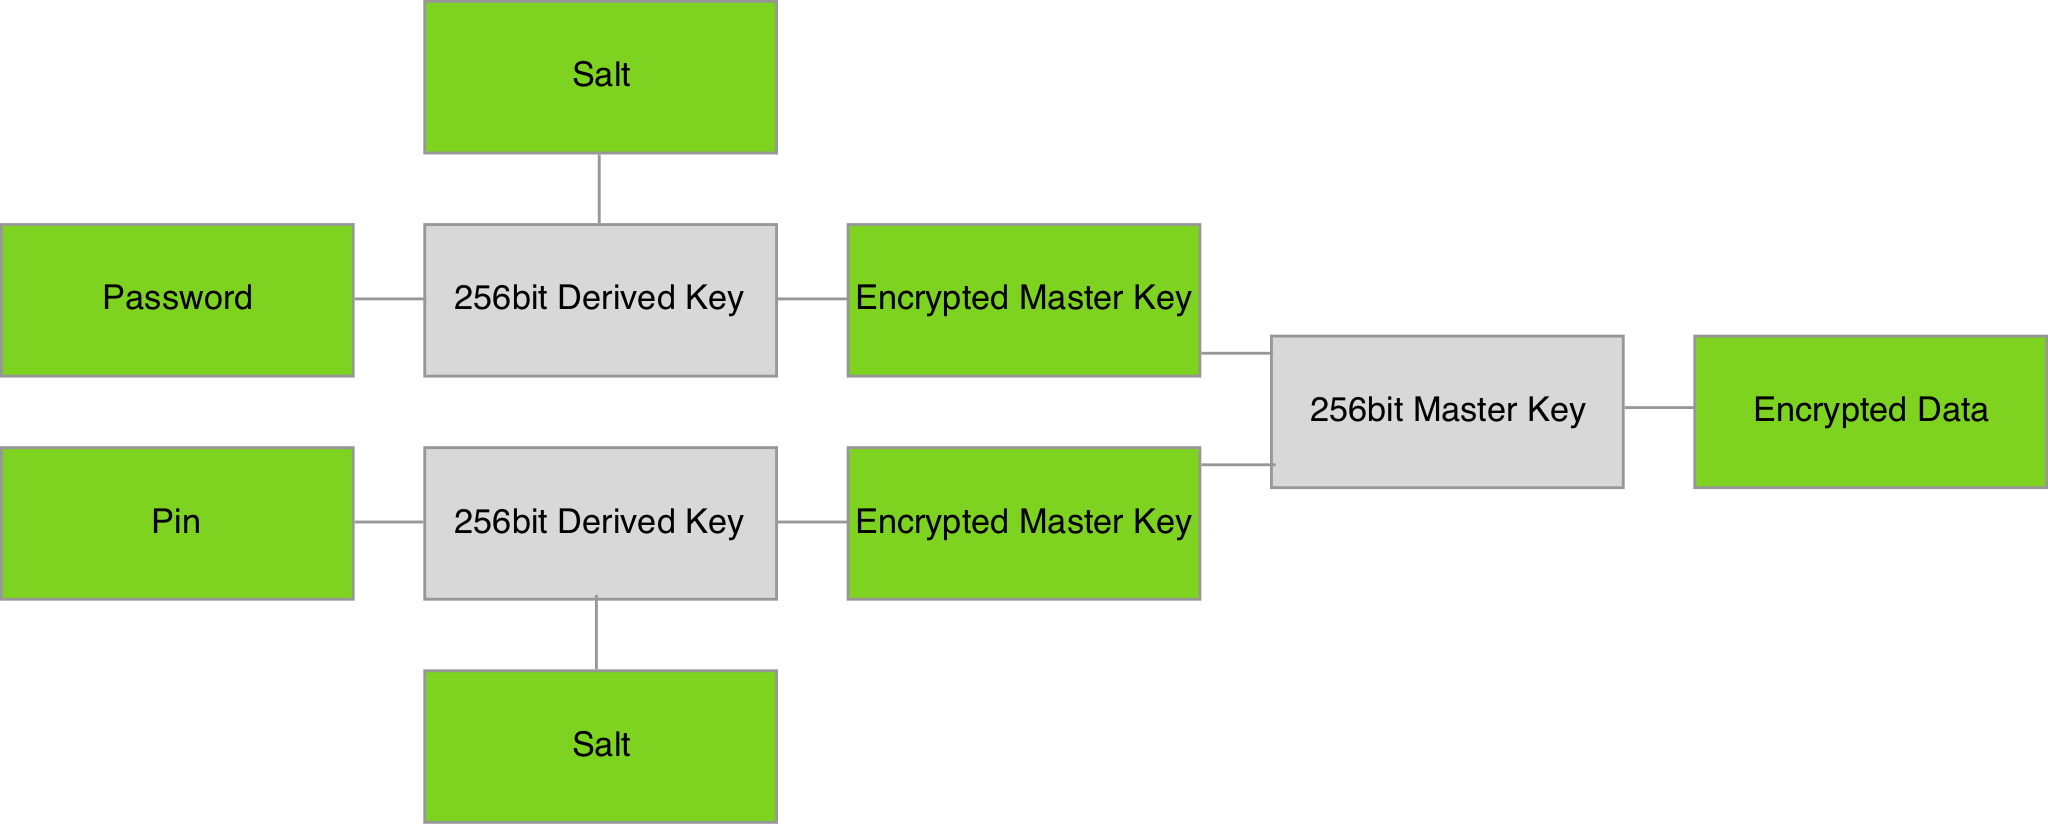 Salt
Password
256bit Derived Key
Encrypted Master Key
256bit Master Key
Encrypted Data
Pin
256bit Derived Key
Encrypted Master Key
Salt